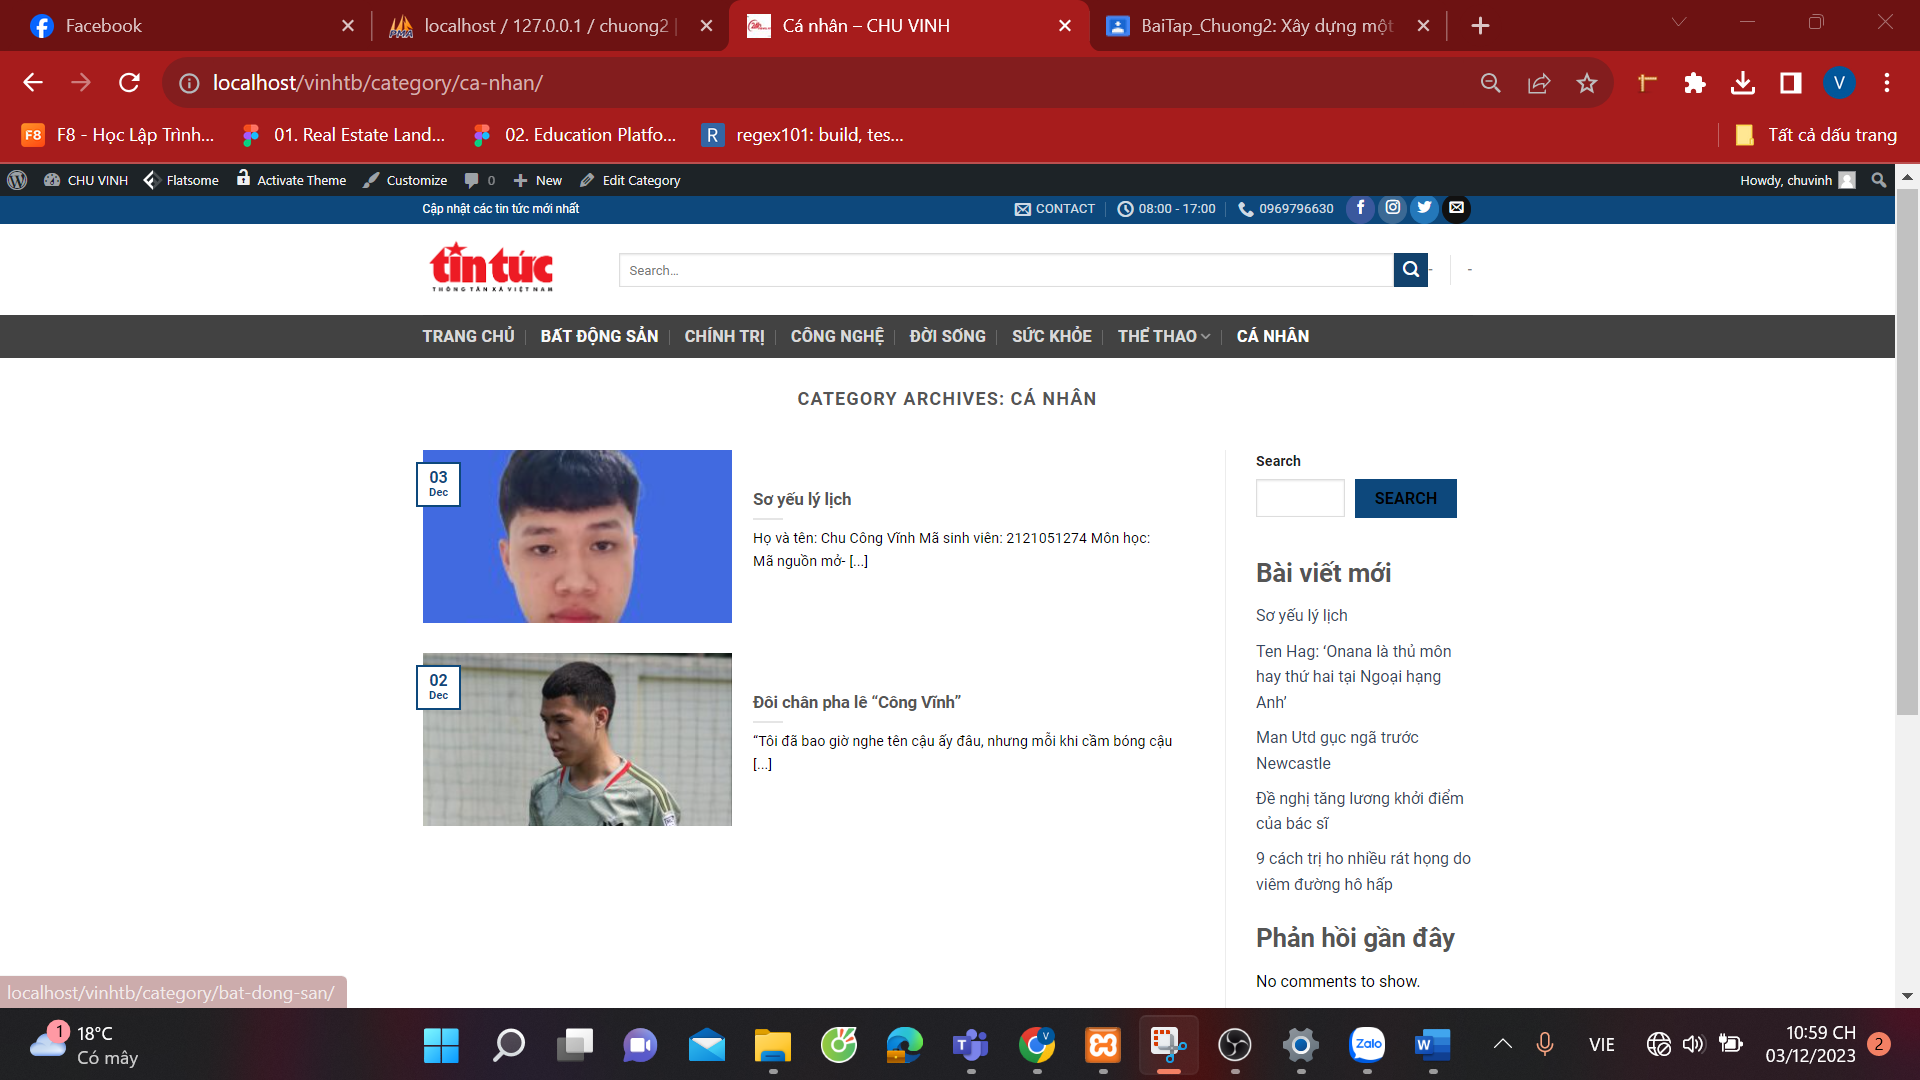 Facebook
localhost / 127.0.0.1 / chuong2 |
Cá nhân – CHU VINH
BaiTap_Chuong2: Xây dựng một
localhost/vinhtb/category/ca-nhan/
V
F8 - Học Lập Trình...
01. Real Estate Land...
02. Education Platfo...
R regex101: build, tes...
Tất cả dấu trang
CHU VINH
Flatsome
Activate Theme
Customize
0
New
Edit Category
Howdy, chuvinh
Cập nhật các tin tức mới nhất
CONTACT
08:00 - 17:00
0969796630
tin tức
THÔNG TẤN XÃ VIỆT NAM
Search...
-
-
TRANG CHỦ
BẤT ĐỘNG SẢN
CHÍNH TRỊ
CÔNG NGHỆ
ĐỜI SỐNG
SỨC KHỎE
THỂ THAO
CÁ NHÂN
CATEGORY ARCHIVES: CÁ NHÂN
03
Dec
Sơ yếu lý lịch
Họ và tên: Chu Công Vĩnh Mã sinh viên: 2121051274 Môn học:
Mã nguồn mở- [...]
02
Dec
Đôi chân pha lê “Công Vĩnh”
“Tôi đã bao giờ nghe tên cậu ấy đâu, nhưng mỗi khi cầm bóng cậu
[...]
Search
SEARCH
Bài viết mới
Sơ yếu lý lịch
Ten Hag: ‘Onana là thủ môn
hay thứ hai tại Ngoại hạng
Anh’
Man Utd gục ngã trước
Newcastle
Đề nghị tăng lương khởi điểm
của bác sĩ
9 cách trị ho nhiều rát họng do
viêm đường hô hấp
Phản hồi gần đây
No comments to show.
localhost/vinhtb/category/bat-dong-san/
1
18°C
Có mây
Zalo
VIE
10:59 CH
03/12/2023
2